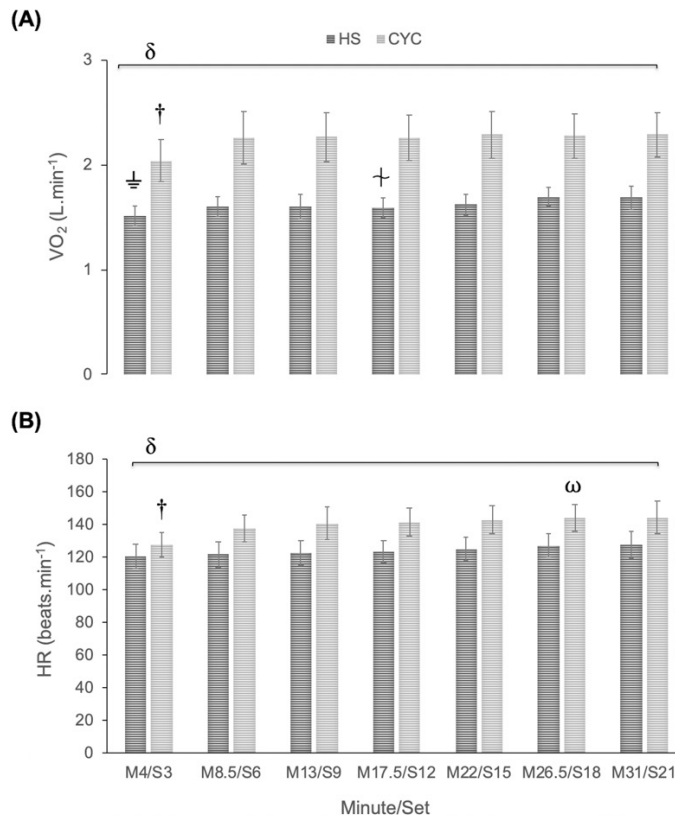 (A)
HS CYC
δ
3
†
2
VO₂ (L.min⁻¹)
1
0
(B)
δ
180
ω
160
†
140
120
100
HR (beats.min⁻¹)
80
60
40
20
0
M4/S3 M8.5/S6 M13/S9 M17.5/S12 M22/S15 M26.5/S18 M31/S21
Minute/Set